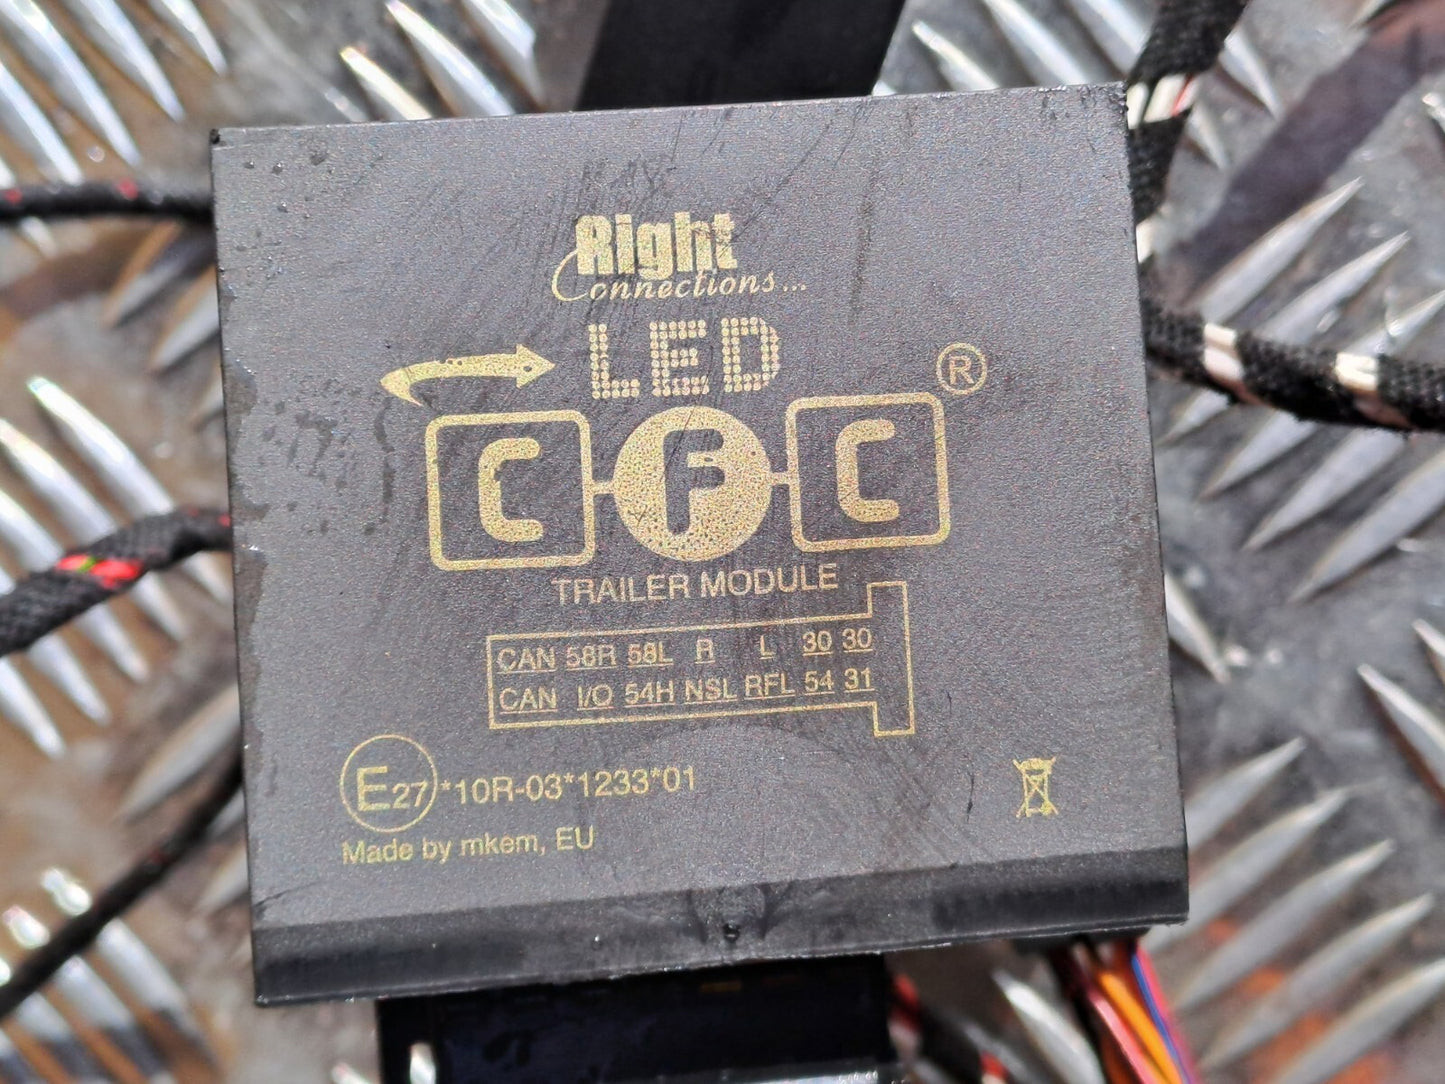 Right
Connections...
LED
®
C F C
TRAILER MODULE
CAN 58R 58L R L 30 30
CAN I/O 54H NSL RFL 54 31
E27 *10R-03*1233*01
Made by mkem, EU